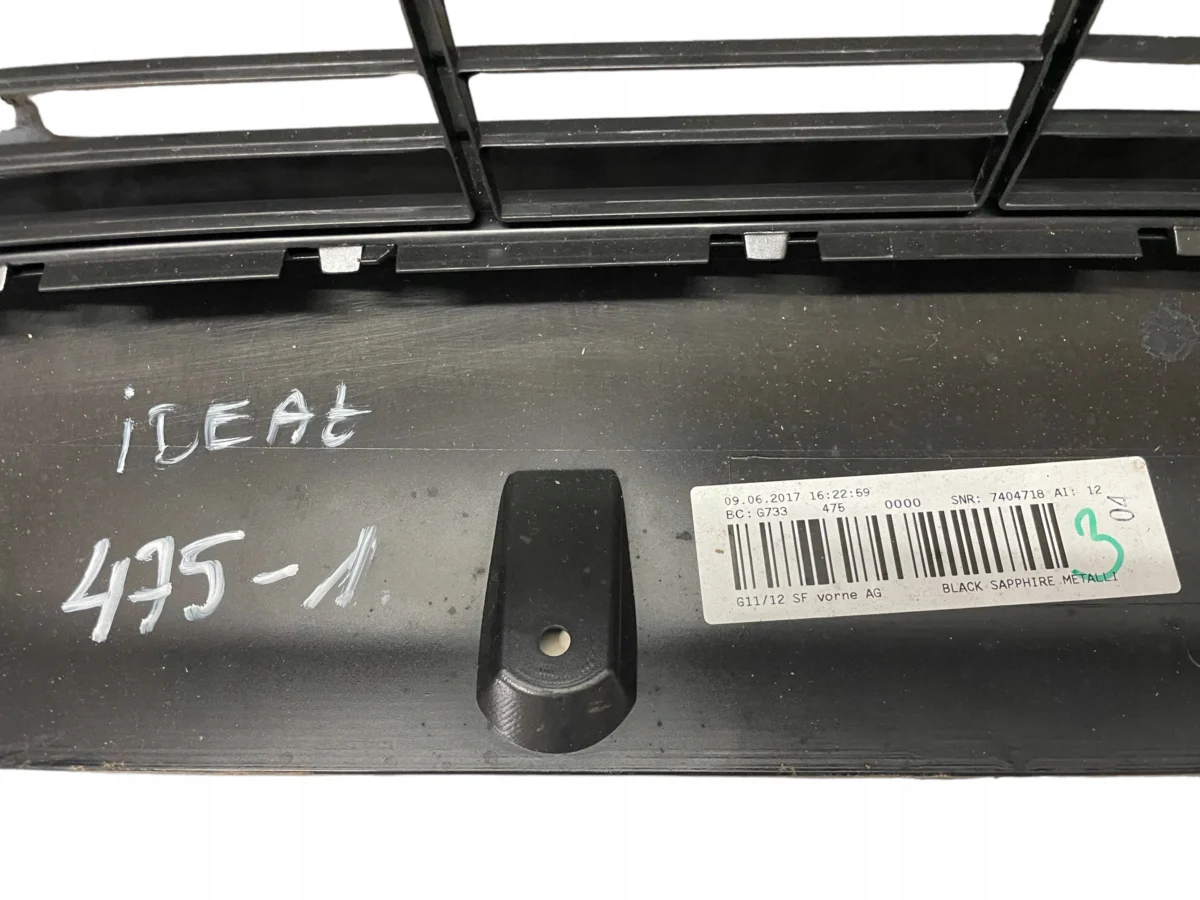 iDEAŁ
475-1
09.06.2017 16:22:59 SNR: 7404718 AI: 12
BC: G733 475 0000
3
04
G11/12 SF vorne AG BLACK SAPPHIRE METALLI